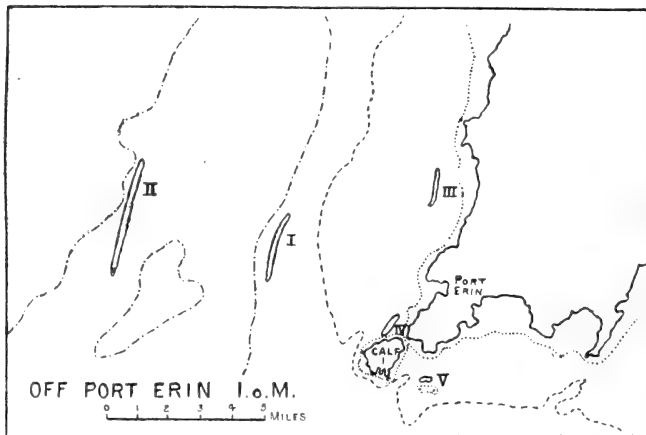 II
III
I
PORT
ERIN
IV
CALF
I
M
V
OFF PORT ERIN I.o.M.
0 1 2 3 4 5 MILES